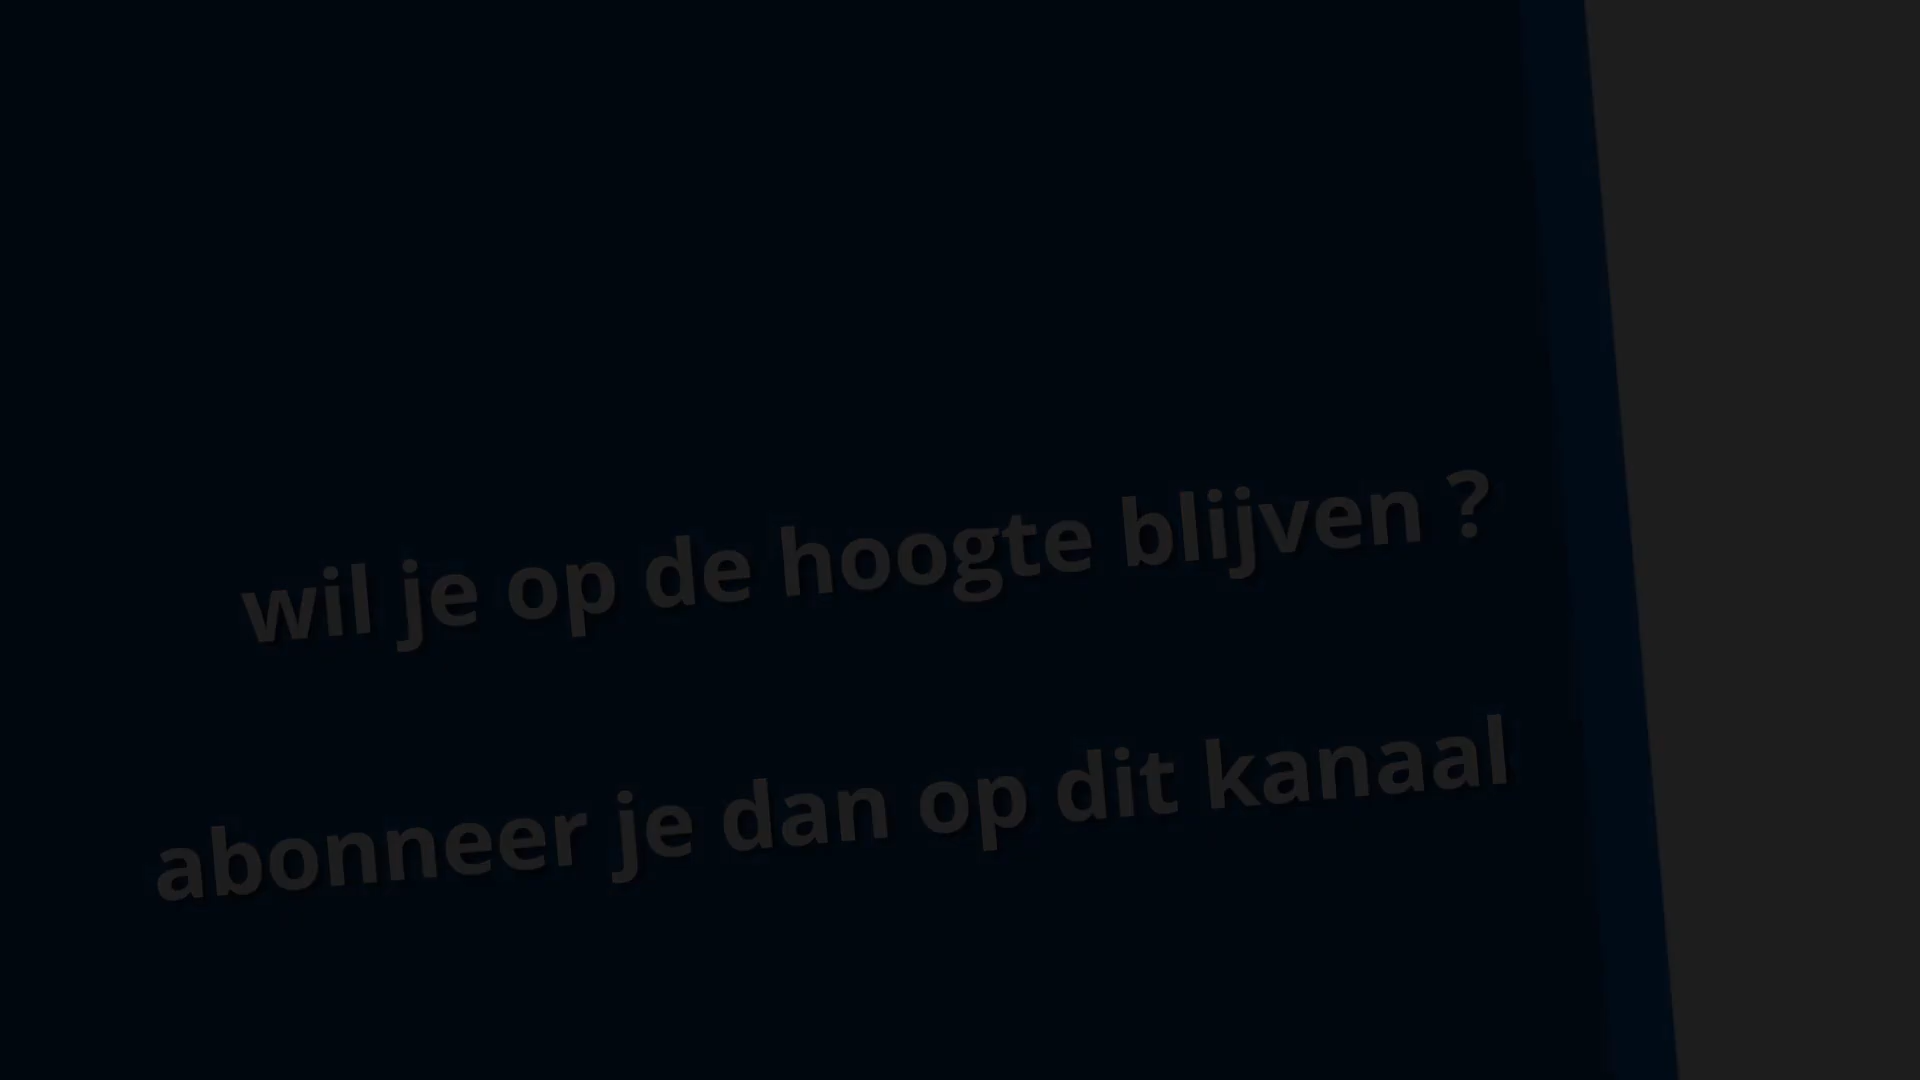 wil je op de hoogte blijven ?
abonneer je dan op dit kanaal